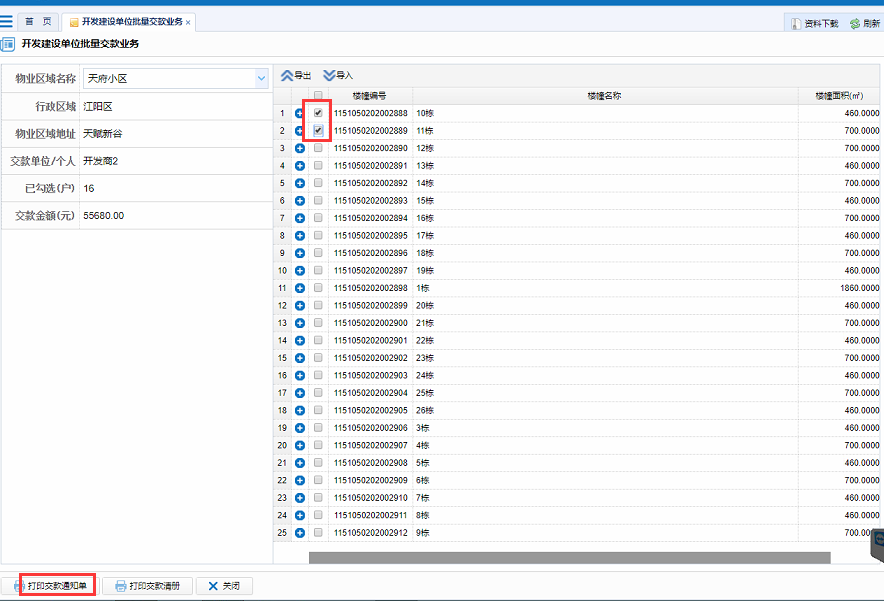 首 页 开发建设单位批量交款业务 × 资料下载 刷新
开发建设单位批量交款业务
物业区域名称 天府小区
行政区域 江阳区
物业区域地址 天赋新谷
交款单位/个人 开发商2
已勾选(户) 16
交款金额(元) 55680.00
导出 导入
楼幢编号 楼幢名称 楼幢面积(㎡)
1 1151050202002888 10栋 460.0000
2 1151050202002889 11栋 700.0000
3 1151050202002890 12栋 700.0000
4 1151050202002891 13栋 460.0000
5 1151050202002892 14栋 700.0000
6 1151050202002893 15栋 460.0000
7 1151050202002894 16栋 700.0000
8 1151050202002895 17栋 460.0000
9 1151050202002896 18栋 700.0000
10 1151050202002897 19栋 460.0000
11 1151050202002898 1栋 1860.0000
12 1151050202002899 20栋 460.0000
13 1151050202002900 21栋 700.0000
14 1151050202002901 22栋 460.0000
15 1151050202002902 23栋 700.0000
16 1151050202002903 24栋 460.0000
17 1151050202002904 25栋 700.0000
18 1151050202002905 26栋 460.0000
19 1151050202002906 3栋 460.0000
20 1151050202002907 4栋 700.0000
21 1151050202002908 5栋 460.0000
22 1151050202002909 6栋 700.0000
23 1151050202002910 7栋 460.0000
24 1151050202002911 8栋 460.0000
25 1151050202002912 9栋 700.00
打印交款通知单 打印交款清册 关闭